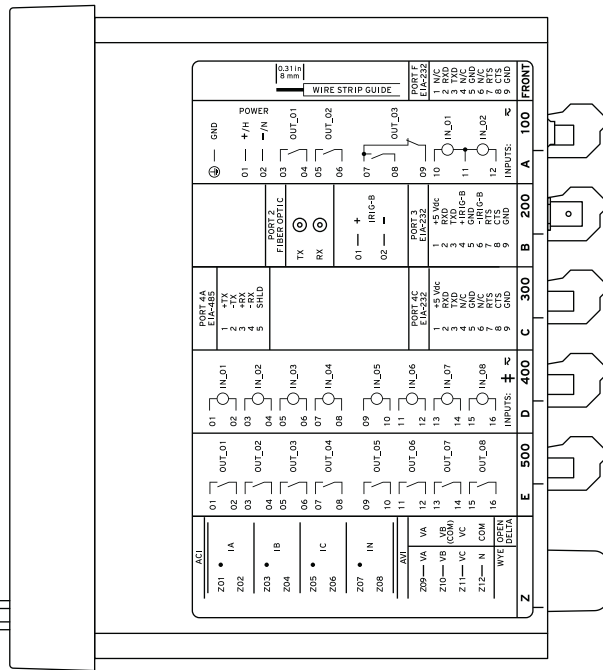 0.31 in
8 mm
WIRE STRIP GUIDE
PORT F
EIA-232
1 N/C
2 RXD
3 TXD
4 N/C
5 GND
6 N/C
7 RTS
8 CTS
9 GND
FRONT
GND
POWER
01 +/H
02 -/N
OUT_01
03
04
OUT_02
05
06
OUT_03
07
08
09
IN_01
IN_02
10
11
12
INPUTS:
A 100
PORT 2
FIBER OPTIC
TX
RX
IRIG-B
01 +
02 -
PORT 3
EIA-232
1 +5 Vdc
2 RXD
3 TXD
4 +IRIG-B
5 GND
6 -IRIG-B
7 RTS
8 CTS
9 GND
B 200
PORT 4A
EIA-485
1 +TX
2 -TX
3 +RX
4 -RX
5 SHLD
PORT 4C
EIA-232
1 +5 Vdc
2 RXD
3 TXD
4 N/C
5 GND
6 N/C
7 RTS
8 CTS
9 GND
C 300
01
02
IN_01
03
04
IN_02
05
06
IN_03
07
08
IN_04
09
10
IN_05
11
12
IN_06
13
14
IN_07
15
16
IN_08
INPUTS:
D 400
01
02
OUT_01
03
04
OUT_02
05
06
OUT_03
07
08
OUT_04
09
10
OUT_05
11
12
OUT_06
13
14
OUT_07
15
16
OUT_08
E 500
ACI
Z01
Z02
IA
Z03
Z04
IB
Z05
Z06
IC
Z07
Z08
IN
AVI
Z09 VA VA
Z10 VB VB (COM)
Z11 VC VC
Z12 N COM
WYE OPEN DELTA
Z